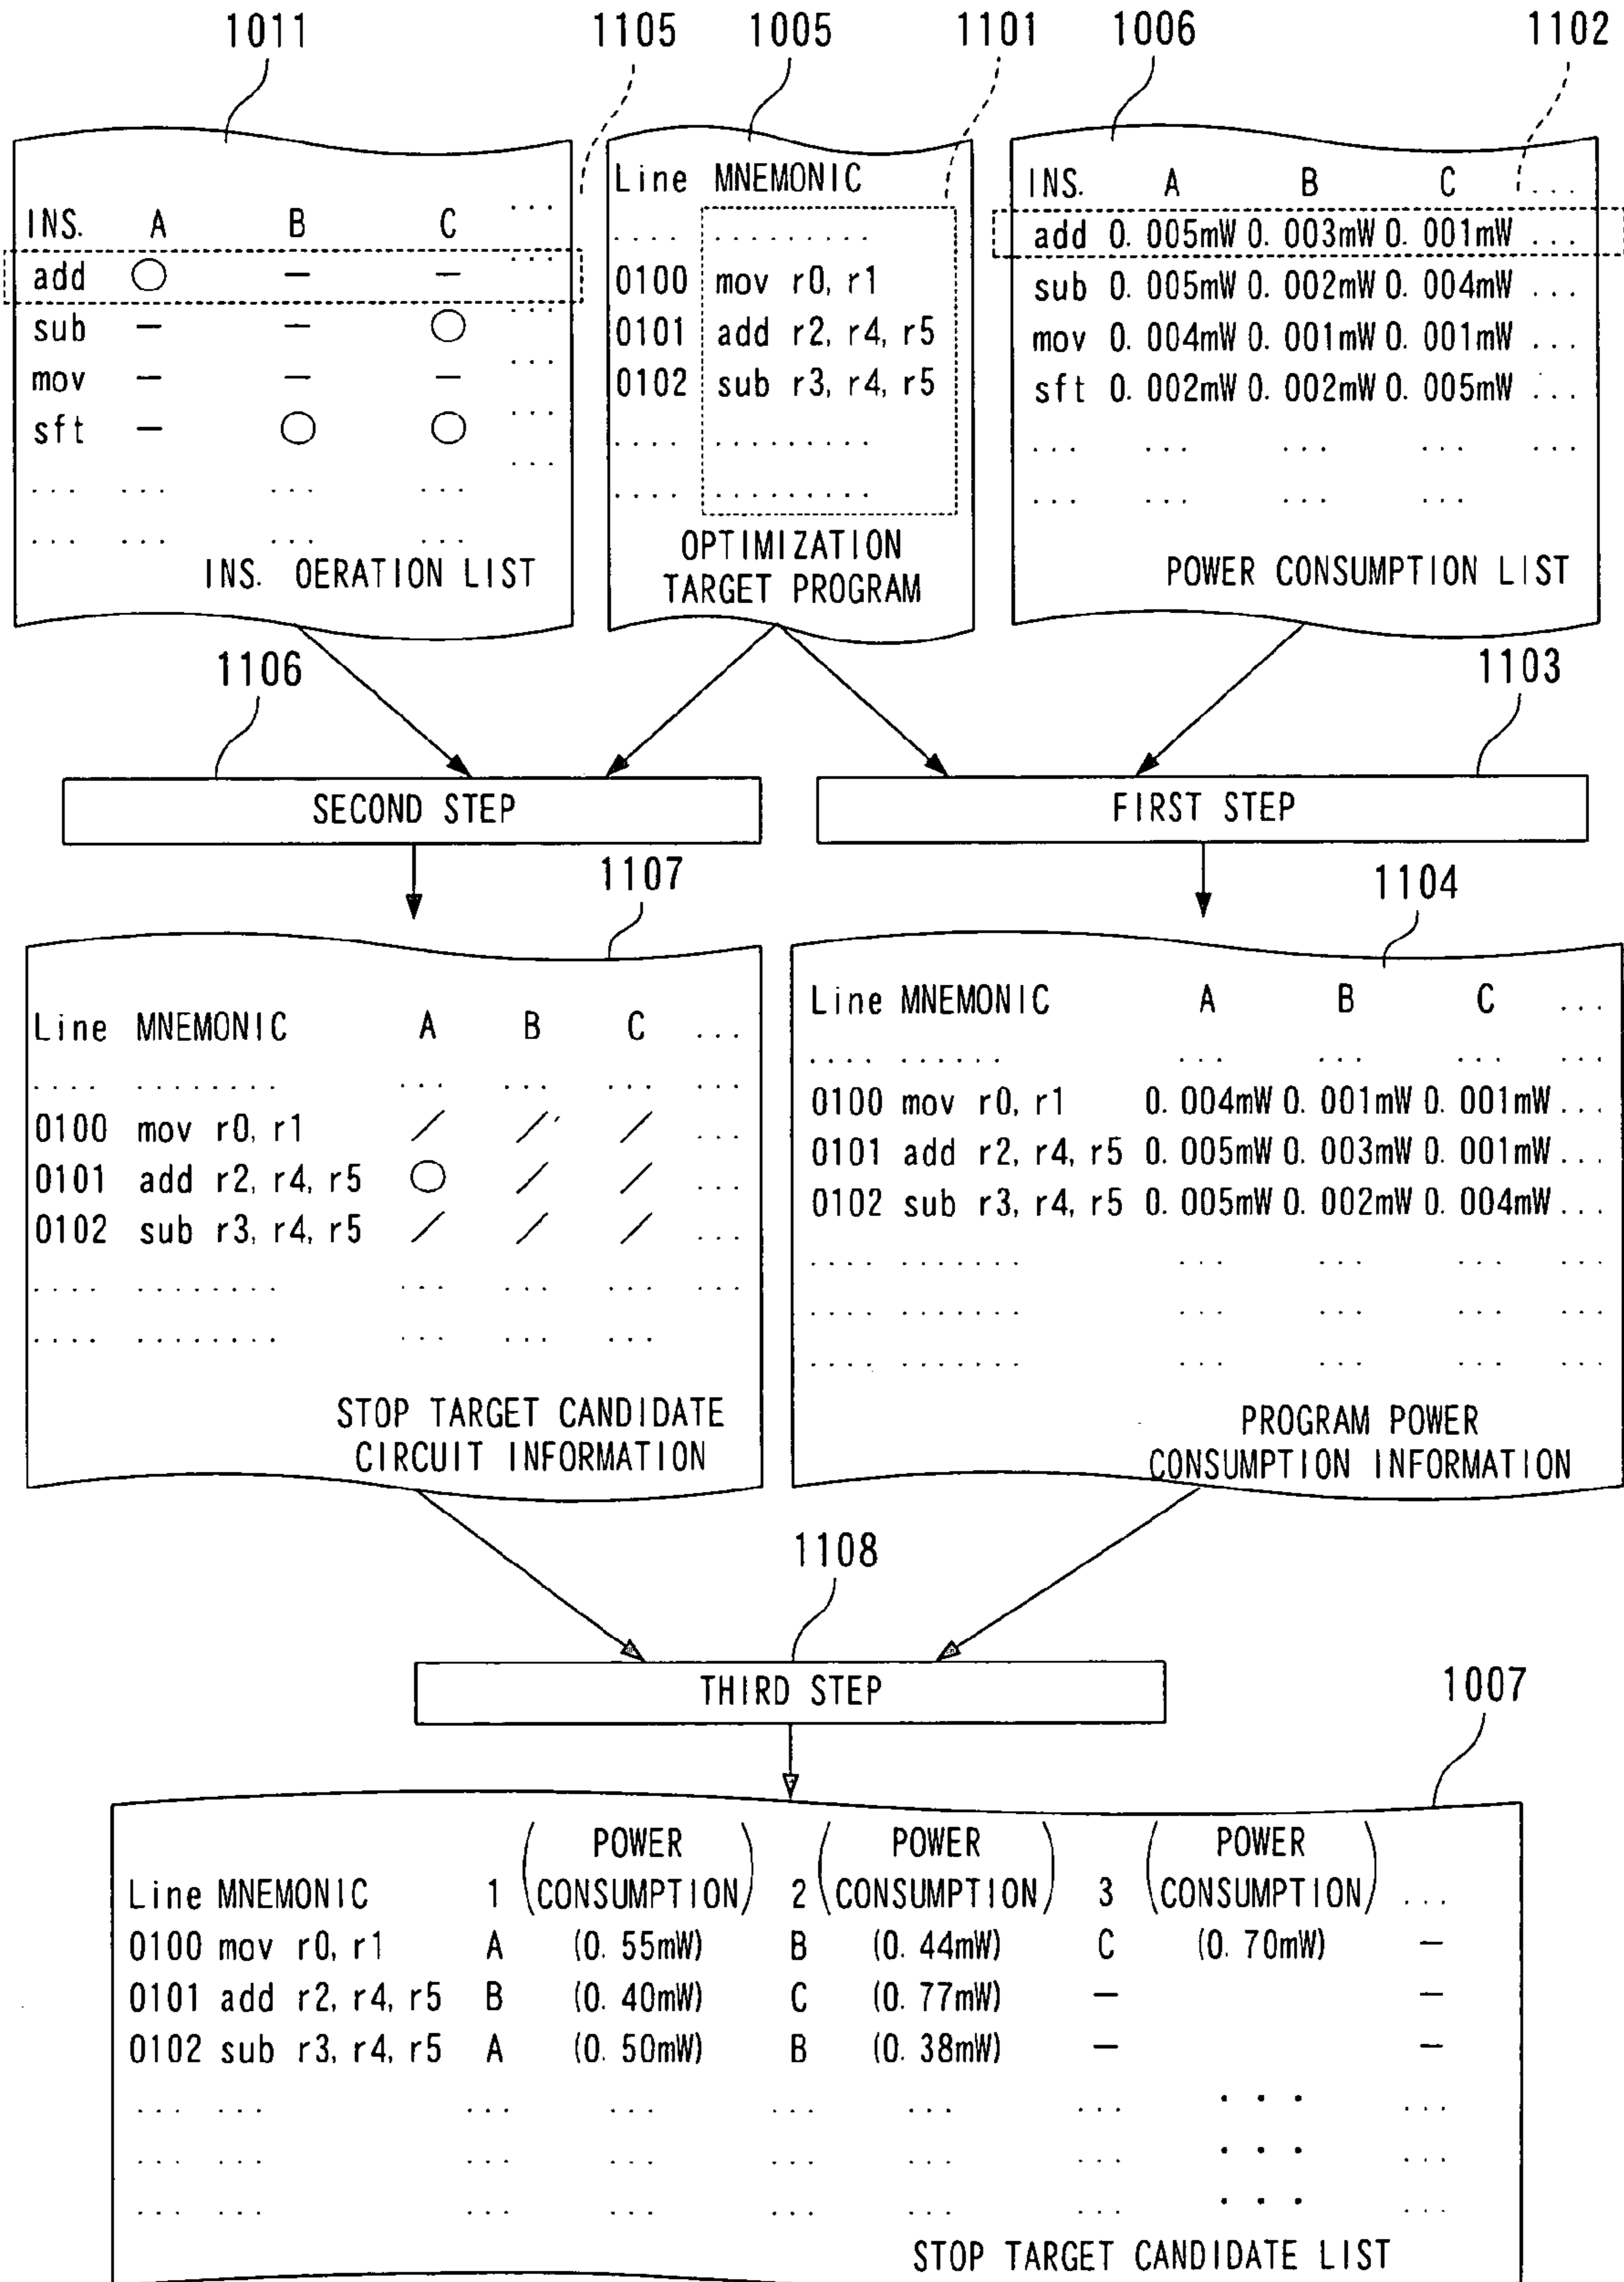 1011 1105 1005 1101 1006 1102
INS. A B C ...
add ○ — — ...
sub — — ○ ...
mov — — — ...
sft — ○ ○ ...
... ... ... ... ...
... ... ... ...
INS. OERATION LIST
Line MNEMONIC
.... .........
0100 mov r0, r1
0101 add r2, r4, r5
0102 sub r3, r4, r5
.... .........
.... .........
OPTIMIZATION
TARGET PROGRAM
INS. A B C ...
add 0.005mW 0.003mW 0.001mW ...
sub 0.005mW 0.002mW 0.004mW ...
mov 0.004mW 0.001mW 0.001mW ...
sft 0.002mW 0.002mW 0.005mW ...
... ... ... ... ...
... ... ... ...
POWER CONSUMPTION LIST
1106 1103
SECOND STEP
FIRST STEP
1107 1104
Line MNEMONIC A B C ...
.... ........ ... ... ... ...
0100 mov r0, r1 / / / ...
0101 add r2, r4, r5 ○ / / ...
0102 sub r3, r4, r5 / / / ...
.... ........ ... ... ... ...
.... ........ ... ... ...
STOP TARGET CANDIDATE
CIRCUIT INFORMATION
Line MNEMONIC A B C ...
.... ...... ... ... ... ...
0100 mov r0, r1 0.004mW 0.001mW 0.001mW ...
0101 add r2, r4, r5 0.005mW 0.003mW 0.001mW ...
0102 sub r3, r4, r5 0.005mW 0.002mW 0.004mW ...
.... ....... ... ... ... ...
.... ....... ... ... ... ...
.... ....... ... ... ... ...
PROGRAM POWER
CONSUMPTION INFORMATION
1108
THIRD STEP
1007
Line MNEMONIC 1 (POWER CONSUMPTION) 2 (POWER CONSUMPTION) 3 (POWER CONSUMPTION) ...
0100 mov r0, r1 A (0.55mW) B (0.44mW) C (0.70mW) —
0101 add r2, r4, r5 B (0.40mW) C (0.77mW) — —
0102 sub r3, r4, r5 A (0.50mW) B (0.38mW) — —
... ... ... ... ... ... ... ... ...
... ... ... ... ... ... ... ... ...
... ... ... ... ... ... ... ... ...
STOP TARGET CANDIDATE LIST